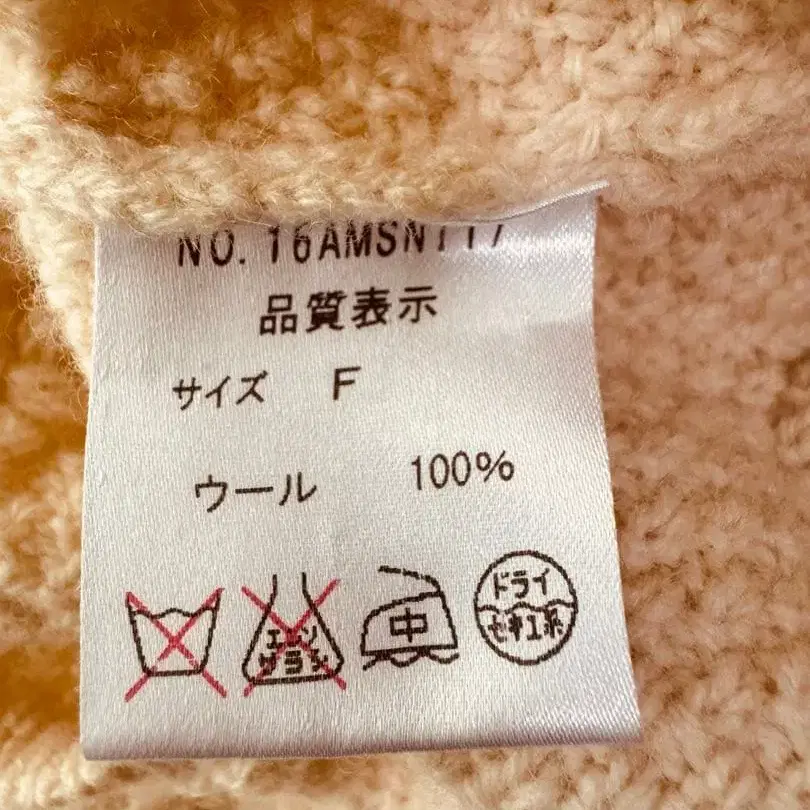 NO. 16AMSN117
品質表示
サイズ F
ウール 100%
エンソ
サラシ
中
ドライ
セキユ系